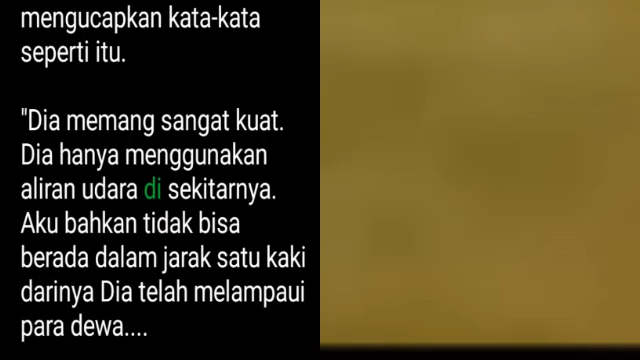 mengucapkan kata-kata
seperti itu.
"Dia memang sangat kuat.
Dia hanya menggunakan
aliran udara di sekitarnya.
Aku bahkan tidak bisa
berada dalam jarak satu kaki
darinya Dia telah melampaui
para dewa....